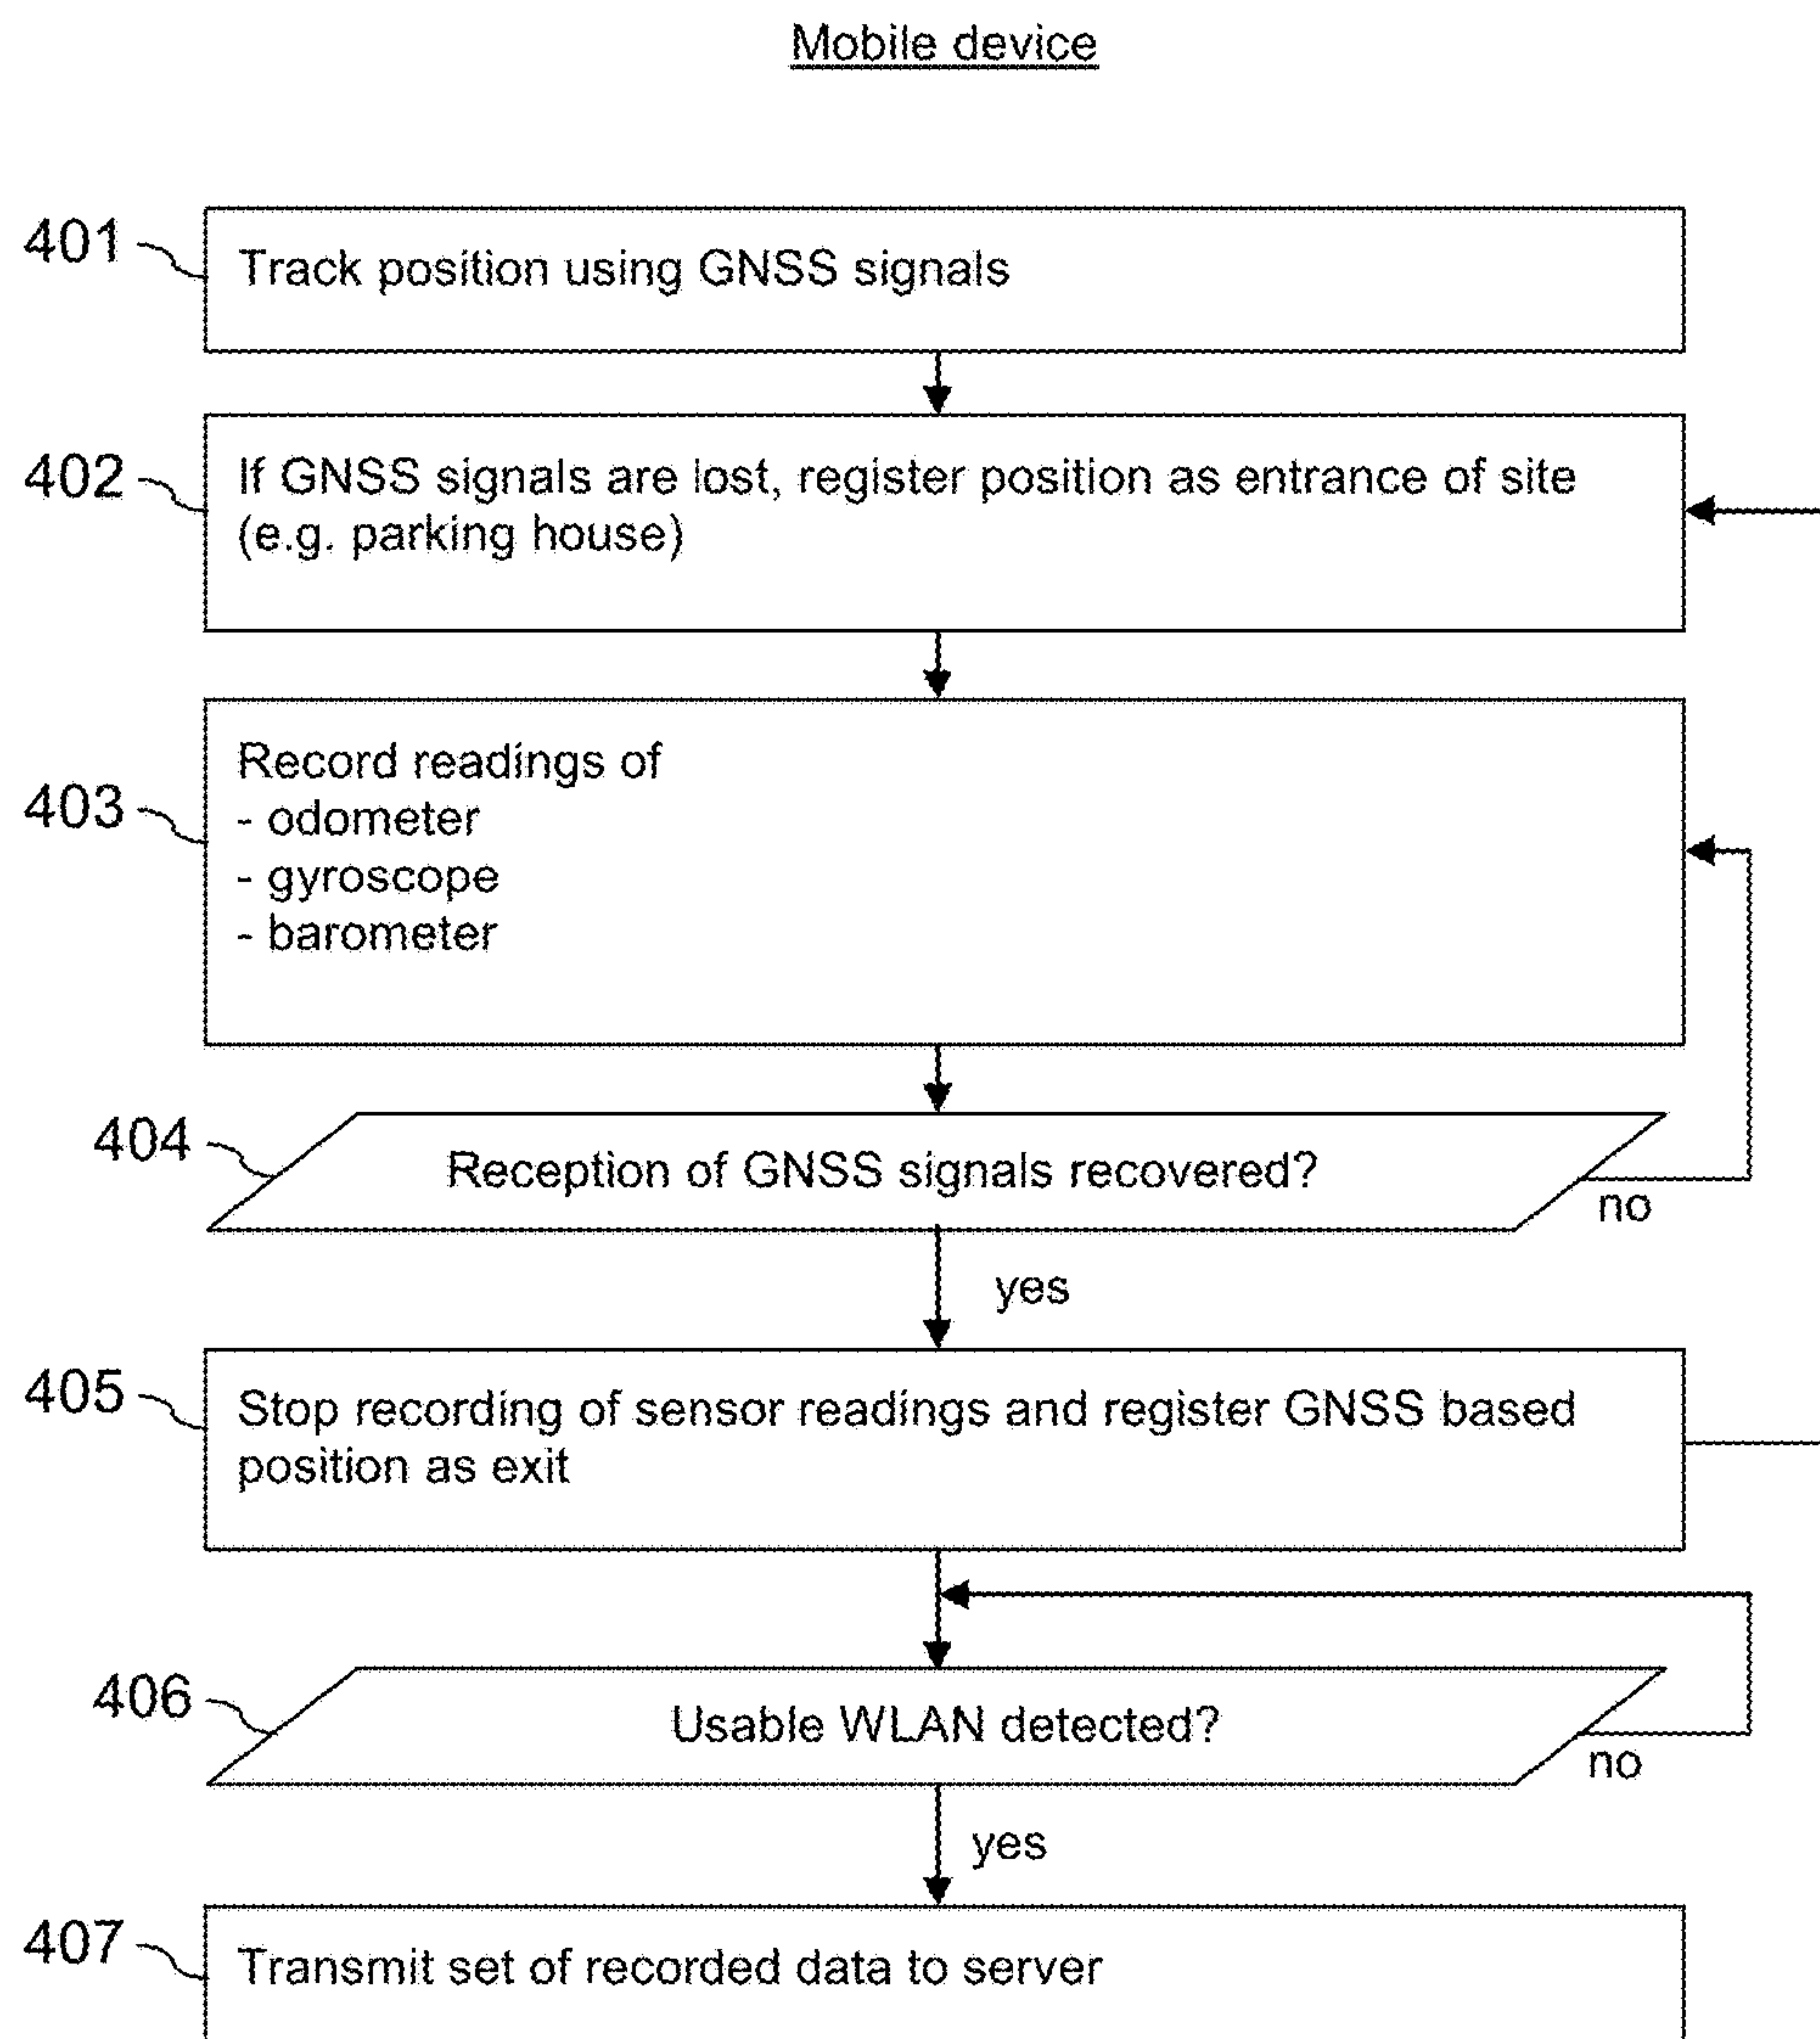 Mobile device
401
Track position using GNSS signals
402
If GNSS signals are lost, register position as entrance of site
(e.g. parking house)
403
Record readings of
- odometer
- gyroscope
- barometer
404
Reception of GNSS signals recovered?
no
yes
405
Stop recording of sensor readings and register GNSS based
position as exit
406
Usable WLAN detected?
no
yes
407
Transmit set of recorded data to server